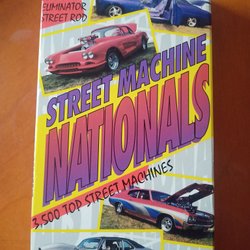 ELIMINATOR
STREET ROD
STREET MACHINE
NATIONALS
3,500 TOP STREET MACHINES